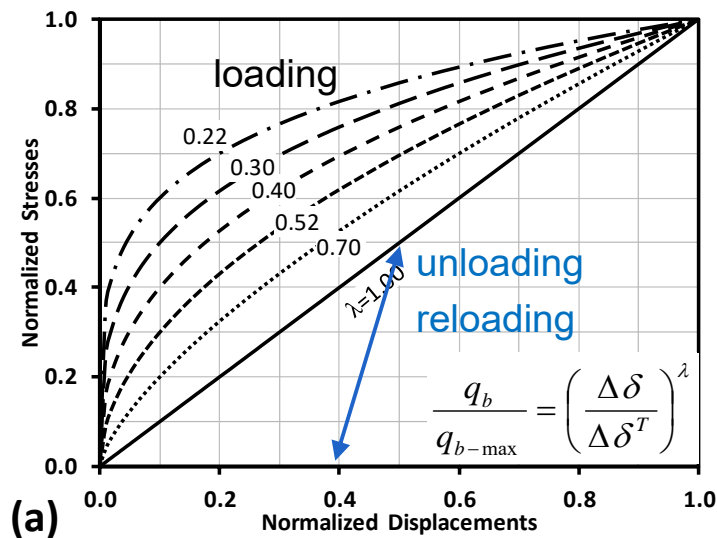 1.0
0.8
0.6
0.4
0.2
0.0
Normalized Stresses
loading
0.22
0.30
0.40
0.52
0.70
λ=1.00
unloading
reloading
q_b / q_{b-max} = (Δδ / Δδ^T)^λ
0.0 0.2 0.4 0.6 0.8 1.0
(a) Normalized Displacements